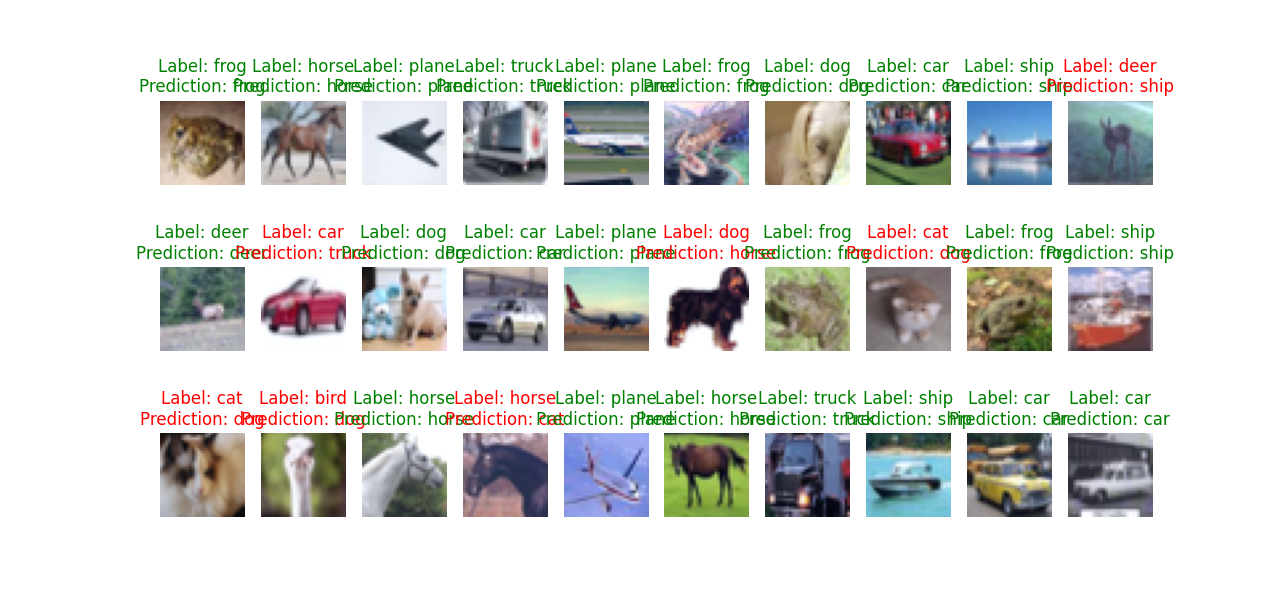 Label: frog Label: horse Label: plane Label: truck Label: plane Label: frog Label: dog Label: car Label: ship Label: deer
Prediction: frog Prediction: horse Prediction: plane Prediction: truck Prediction: plane Prediction: frog Prediction: dog Prediction: car Prediction: ship Prediction: ship
Label: deer Label: car Label: dog Label: car Label: plane Label: dog Label: frog Label: cat Label: frog Label: ship
Prediction: deer Prediction: truck Prediction: dog Prediction: car Prediction: plane Prediction: horse Prediction: frog Prediction: dog Prediction: frog Prediction: ship
Label: cat Label: bird Label: horse Label: horse Label: plane Label: horse Label: truck Label: ship Label: car Label: car
Prediction: dog Prediction: dog Prediction: horse Prediction: cat Prediction: plane Prediction: horse Prediction: truck Prediction: ship Prediction: car Prediction: car